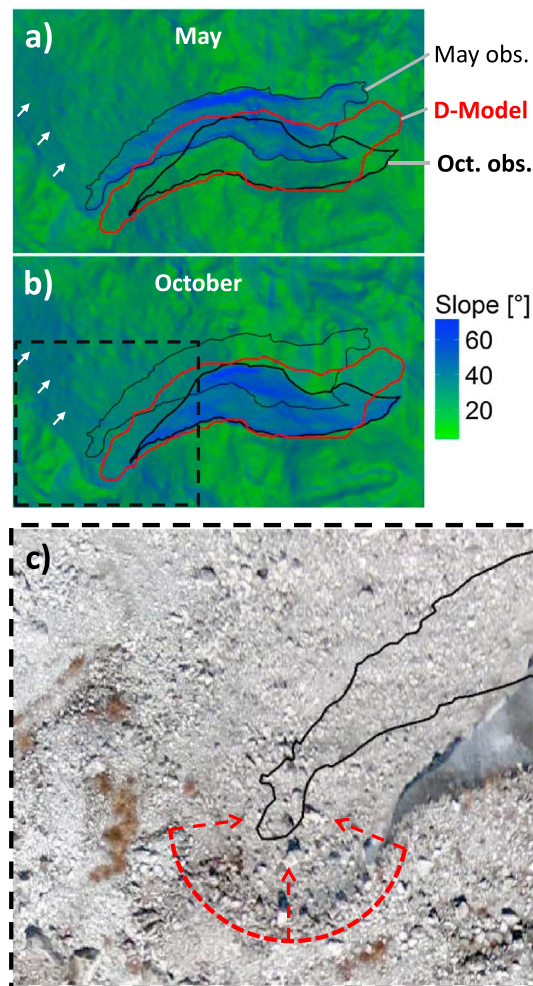 a)
May
May obs.
D-Model
Oct. obs.
b)
October
Slope [°]
60
40
20
c)